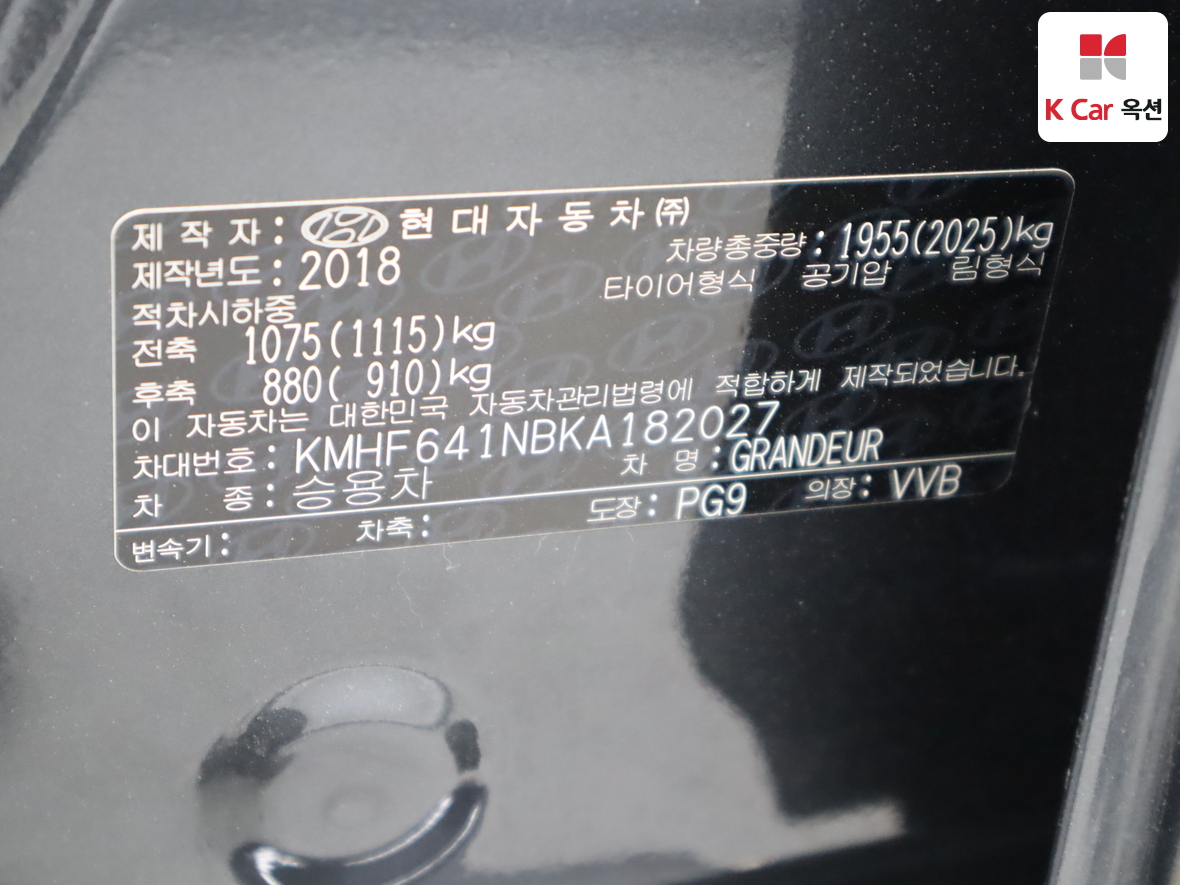 K Car 옥션
제 작 자 : 현 대 자 동 차 ㈜
제작년도 : 2018 차량총중량 : 1955(2025)kg
적차시하중 타이어형식 공기압 림형식
전축 1075(1115)kg
후축 880( 910)kg
이 자동차는 대한민국 자동차관리법령에 적합하게 제작되었습니다.
차대번호 : KMHF641NBKA182027
차 종 : 승용차 차 명 : GRANDEUR
변속기 : 차축 : 도장 : PG9 의장 : VVB